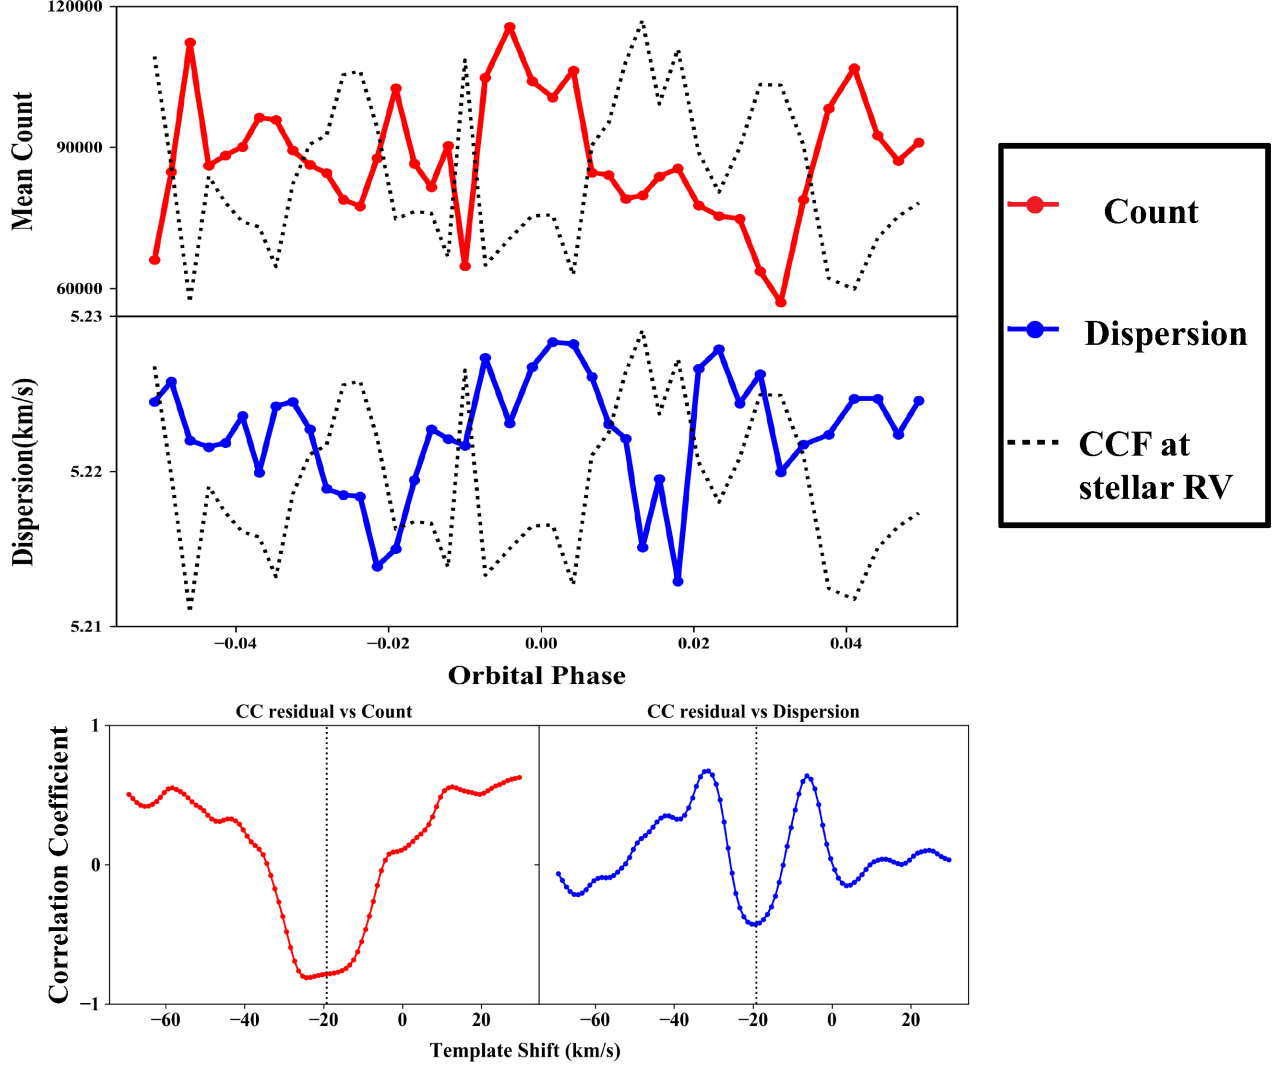 120000
90000
60000
Mean Count
5.23
5.22
5.21
Dispersion(km/s)
−0.04
−0.02
0.00
0.02
0.04
Orbital Phase
Count
Dispersion
CCF at
stellar RV
CC residual vs Count
CC residual vs Dispersion
1
0
−1
Correlation Coefficient
−60
−40
−20
0
20
−60
−40
−20
0
20
Template Shift (km/s)